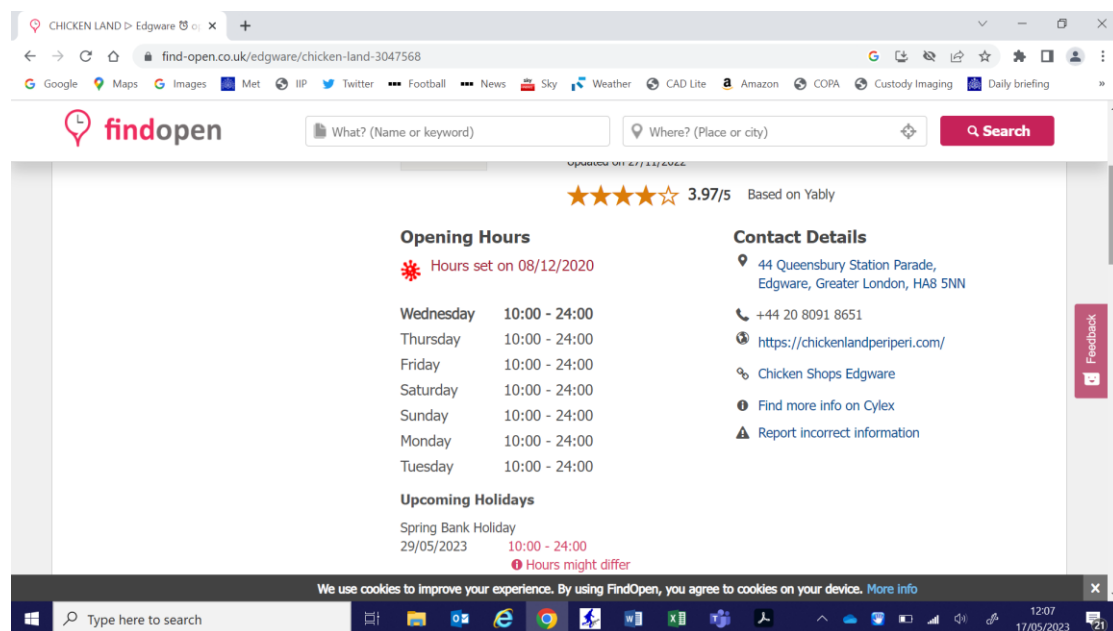 CHICKEN LAND ▷ Edgware
find-open.co.uk/edgware/chicken-land-3047568
Google Maps Images Met IIP Twitter Football News Sky Weather CAD Lite Amazon COPA Custody Imaging Daily briefing »
findopen What? (Name or keyword) Where? (Place or city) Search
Updated on 27/11/2022
3.97/5 Based on Yably
Opening Hours
Hours set on 08/12/2020
Wednesday 10:00 - 24:00
Thursday 10:00 - 24:00
Friday 10:00 - 24:00
Saturday 10:00 - 24:00
Sunday 10:00 - 24:00
Monday 10:00 - 24:00
Tuesday 10:00 - 24:00
Upcoming Holidays
Spring Bank Holiday
29/05/2023 10:00 - 24:00
Hours might differ
Contact Details
44 Queensbury Station Parade,
Edgware, Greater London, HA8 5NN
+44 20 8091 8651
https://chickenlandperiperi.com/
Chicken Shops Edgware
Find more info on Cylex
Report incorrect information
Feedback
We use cookies to improve your experience. By using FindOpen, you agree to cookies on your device. More info
Type here to search
12:07
17/05/2023
21